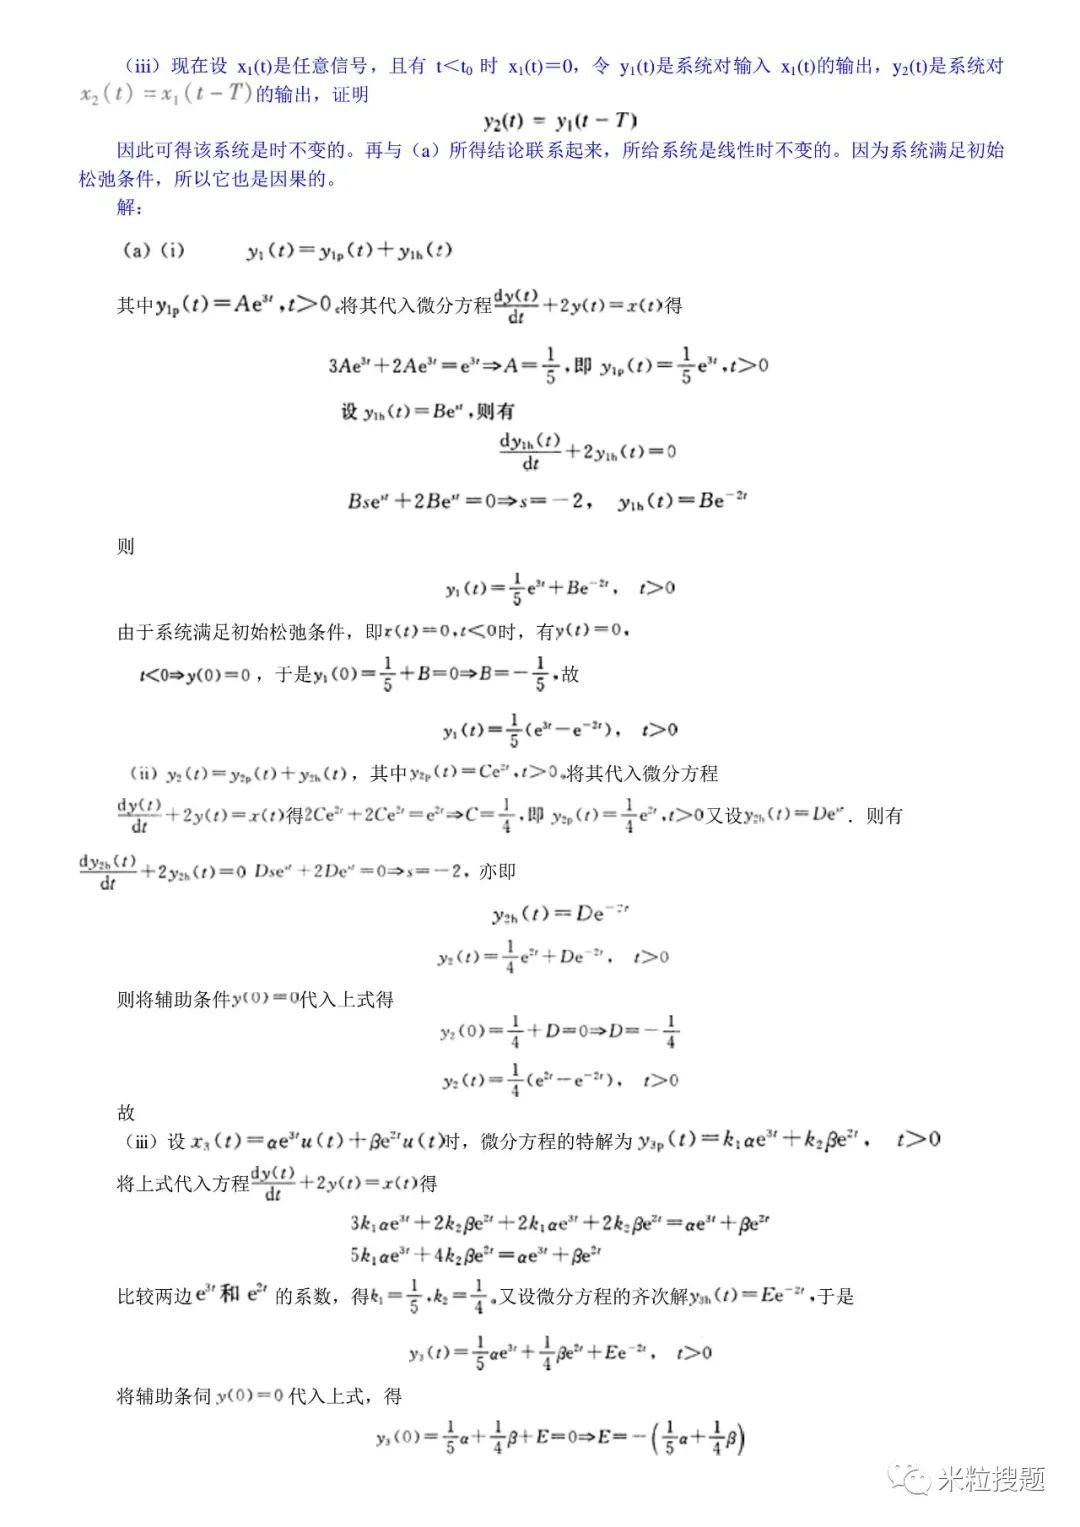 （iii）现在设 x₁(t)是任意信号，且有 t＜t₀ 时 x₁(t)＝0，令 y₁(t)是系统对输入 x₁(t)的输出，y₂(t)是系统对
x₂(t)=x₁(t−T)的输出，证明
y₂(t) = y₁(t − T)
因此可得该系统是时不变的。再与（a）所得结论联系起来，所给系统是线性时不变的。因为系统满足初始
松弛条件，所以它也是因果的。
解：
(a) (i) y₁(t)=y₁ₚ(t)+y₁ₕ(t)
其中y₁ₚ(t)=Ae³ᵗ,t>0。将其代入微分方程dy(t)/dt+2y(t)=x(t)得
3Ae³ᵗ+2Ae³ᵗ=e³ᵗ⇒A=1/5,即 y₁ₚ(t)=1/5e³ᵗ,t>0
设 y₁ₕ(t)=Beˢᵗ,则有
dy₁ₕ(t)/dt+2y₁ₕ(t)=0
Bseˢᵗ+2Beˢᵗ=0⇒s=−2, y₁ₕ(t)=Be⁻²ᵗ
则
y₁(t)=1/5e³ᵗ+Be⁻²ᵗ, t>0
由于系统满足初始松弛条件，即x(t)=0,t<0时，有y(t)=0,
t<0⇒y(0)=0，于是y₁(0)=1/5+B=0⇒B=−1/5,故
y₁(t)=1/5(e³ᵗ−e⁻²ᵗ), t>0
(ii) y₂(t)=y₂ₚ(t)+y₂ₕ(t)，其中y₂ₚ(t)=Ce²ᵗ,t>0。将其代入微分方程
dy(t)/dt+2y(t)=x(t)得2Ce²ᵗ+2Ce²ᵗ=e²ᵗ⇒C=1/4,即 y₂ₚ(t)=1/4e²ᵗ,t>0又设y₂ₕ(t)=Deˢᵗ．则有
dy₂ₕ(t)/dt+2y₂ₕ(t)=0 Dseˢᵗ+2Deˢᵗ=0⇒s=−2, 亦即
y₂ₕ(t)=De⁻²ᵗ
y₂(t)=1/4e²ᵗ+De⁻²ᵗ, t>0
则将辅助条件y(0)=0代入上式得
y₂(0)=1/4+D=0⇒D=−1/4
y₂(t)=1/4(e²ᵗ−e⁻²ᵗ), t>0
故
（iii）设 x₃(t)=αe³ᵗu(t)+βe²ᵗu(t)时，微分方程的特解为 y₃ₚ(t)=k₁αe³ᵗ+k₂βe²ᵗ, t>0
将上式代入方程dy(t)/dt+2y(t)=x(t)得
3k₁αe³ᵗ+2k₂βe²ᵗ+2k₁αe³ᵗ+2k₂βe²ᵗ=αe³ᵗ+βe²ᵗ
5k₁αe³ᵗ+4k₂βe²ᵗ=αe³ᵗ+βe²ᵗ
比较两边e³ᵗ和 e²ᵗ 的系数，得k₁=1/5,k₂=1/4。又设微分方程的齐次解y₃ₕ(t)=Ee⁻²ᵗ,于是
y₃(t)=1/5αe³ᵗ+1/4βe²ᵗ+Ee⁻²ᵗ, t>0
将辅助条伺 y(0)=0 代入上式，得
y₃(0)=1/5α+1/4β+E=0⇒E=−(1/5α+1/4β)
米粒搜题